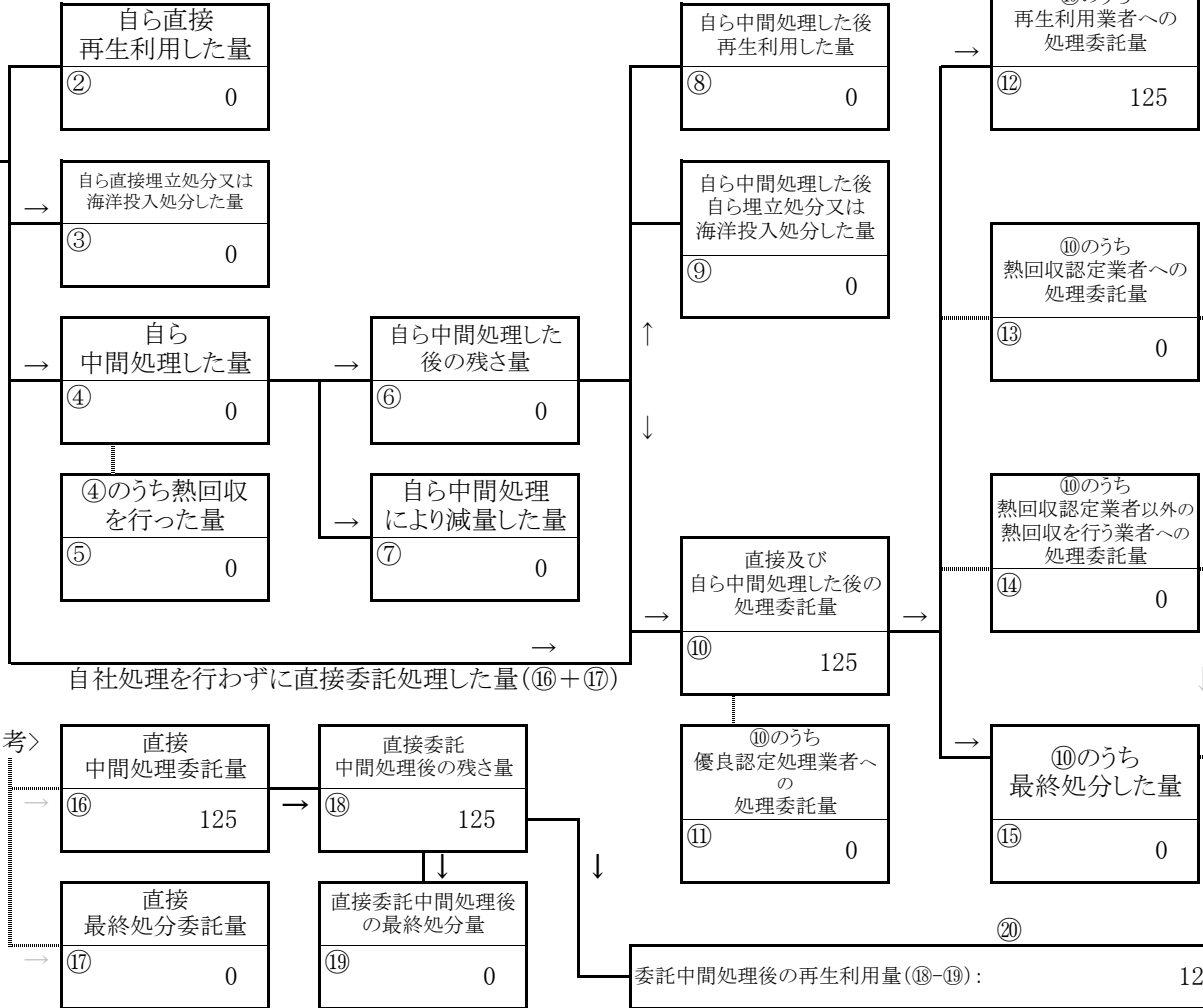 自ら直接
再生利用した量
②
0
自ら直接埋立処分又は
海洋投入処分した量
→
③
0
自ら
中間処理した量
→
④
0
④のうち熱回収
を行った量
⑤
0
自ら中間処理した
後の残さ量
→
⑥
0
自ら中間処理
により減量した量
→
⑦
0
自ら中間処理した後
再生利用した量
⑧
0
自ら中間処理した後
自ら埋立処分又は
海洋投入処分した量
⑨
0
↑
↓
直接及び
自ら中間処理した後の
処理委託量
→
⑩
125
→
⑩のうち
優良認定処理業者へ
の
処理委託量
⑪
0
再生利用業者への
処理委託量
→
⑫
125
⑩のうち
熱回収認定業者への
処理委託量
⑬
0
⑩のうち
熱回収認定業者以外の
熱回収を行う業者への
処理委託量
⑭
0
⑩のうち
最終処分した量
→
⑮
0
→
自社処理を行わずに直接委託処理した量(⑯+⑰)
考>
直接
中間処理委託量
→
⑯
125
→
直接委託
中間処理後の残さ量
⑱
125
↓
↓
直接
最終処分委託量
→
⑰
0
直接委託中間処理後
の最終処分量
⑲
0
⑳
委託中間処理後の再生利用量(⑱-⑲):
12